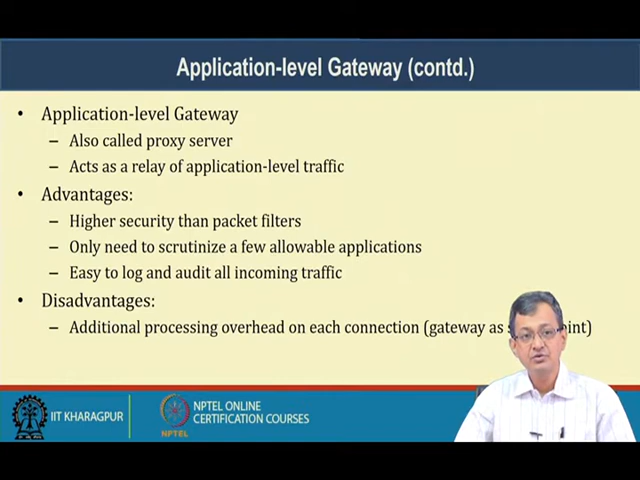 Application-level Gateway (contd.)
• Application-level Gateway
– Also called proxy server
– Acts as a relay of application-level traffic
• Advantages:
– Higher security than packet filters
– Only need to scrutinize a few allowable applications
– Easy to log and audit all incoming traffic
• Disadvantages:
– Additional processing overhead on each connection (gateway as
IIT KHARAGPUR
NPTEL
NPTEL ONLINE
CERTIFICATION COURSES